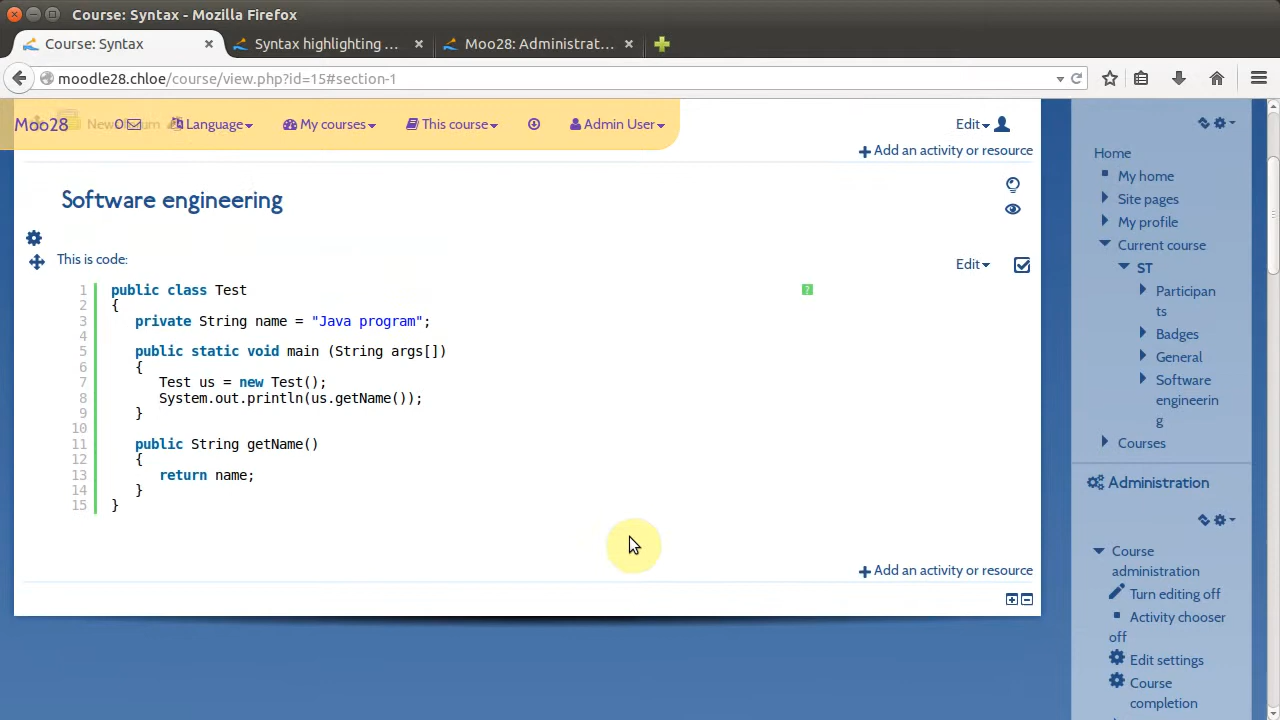 Course: Syntax - Mozilla Firefox
Course: Syntax
Syntax highlighting ...
Moo28: Administrat...
moodle28.chloe/course/view.php?id=15#section-1
Moo28
0
Language
My courses
This course
Admin User
Edit
Add an activity or resource
Software engineering
This is code:
Edit
1 public class Test
2 {
3    private String name = "Java program";
4
5    public static void main (String args[])
6    {
7       Test us = new Test();
8       System.out.println(us.getName());
9    }
10
11    public String getName()
12    {
13       return name;
14    }
15 }
?
Add an activity or resource
Home
My home
Site pages
My profile
Current course
ST
Participan
ts
Badges
General
Software
engineerin
g
Courses
Administration
Course
administration
Turn editing off
Activity chooser
off
Edit settings
Course
completion